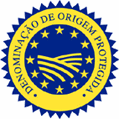 DENOMINAÇÃO DE ORIGEM PROTEGIDA